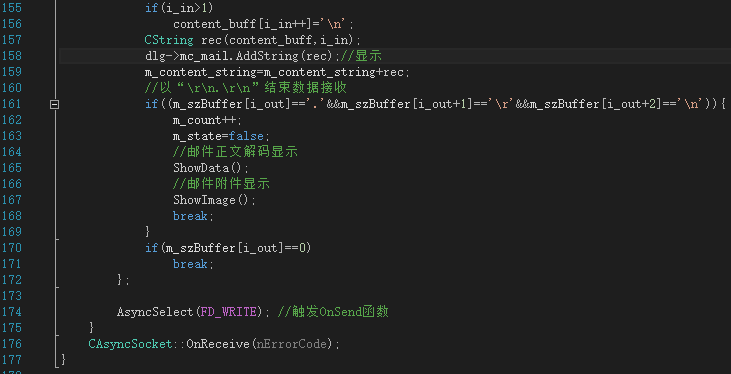 155 if(i_in>1)
156 content_buff[i_in++]='\n';
157 CString rec(content_buff,i_in);
158 dlg->mc_mail.AddString(rec);//显示
159 m_content_string=m_content_string+rec;
160 //以“\r\n.\r\n”结束数据接收
161 if((m_szBuffer[i_out]=='.'&&m_szBuffer[i_out+1]=='\r'&&m_szBuffer[i_out+2]=='\n')){
162 m_count++;
163 m_state=false;
164 //邮件正文解码显示
165 ShowData();
166 //邮件附件显示
167 ShowImage();
168 break;
169 }
170 if(m_szBuffer[i_out]==0)
171 break;
172 };
173
174 AsyncSelect(FD_WRITE); //触发OnSend函数
175 }
176 CAsyncSocket::OnReceive(nErrorCode);
177 }